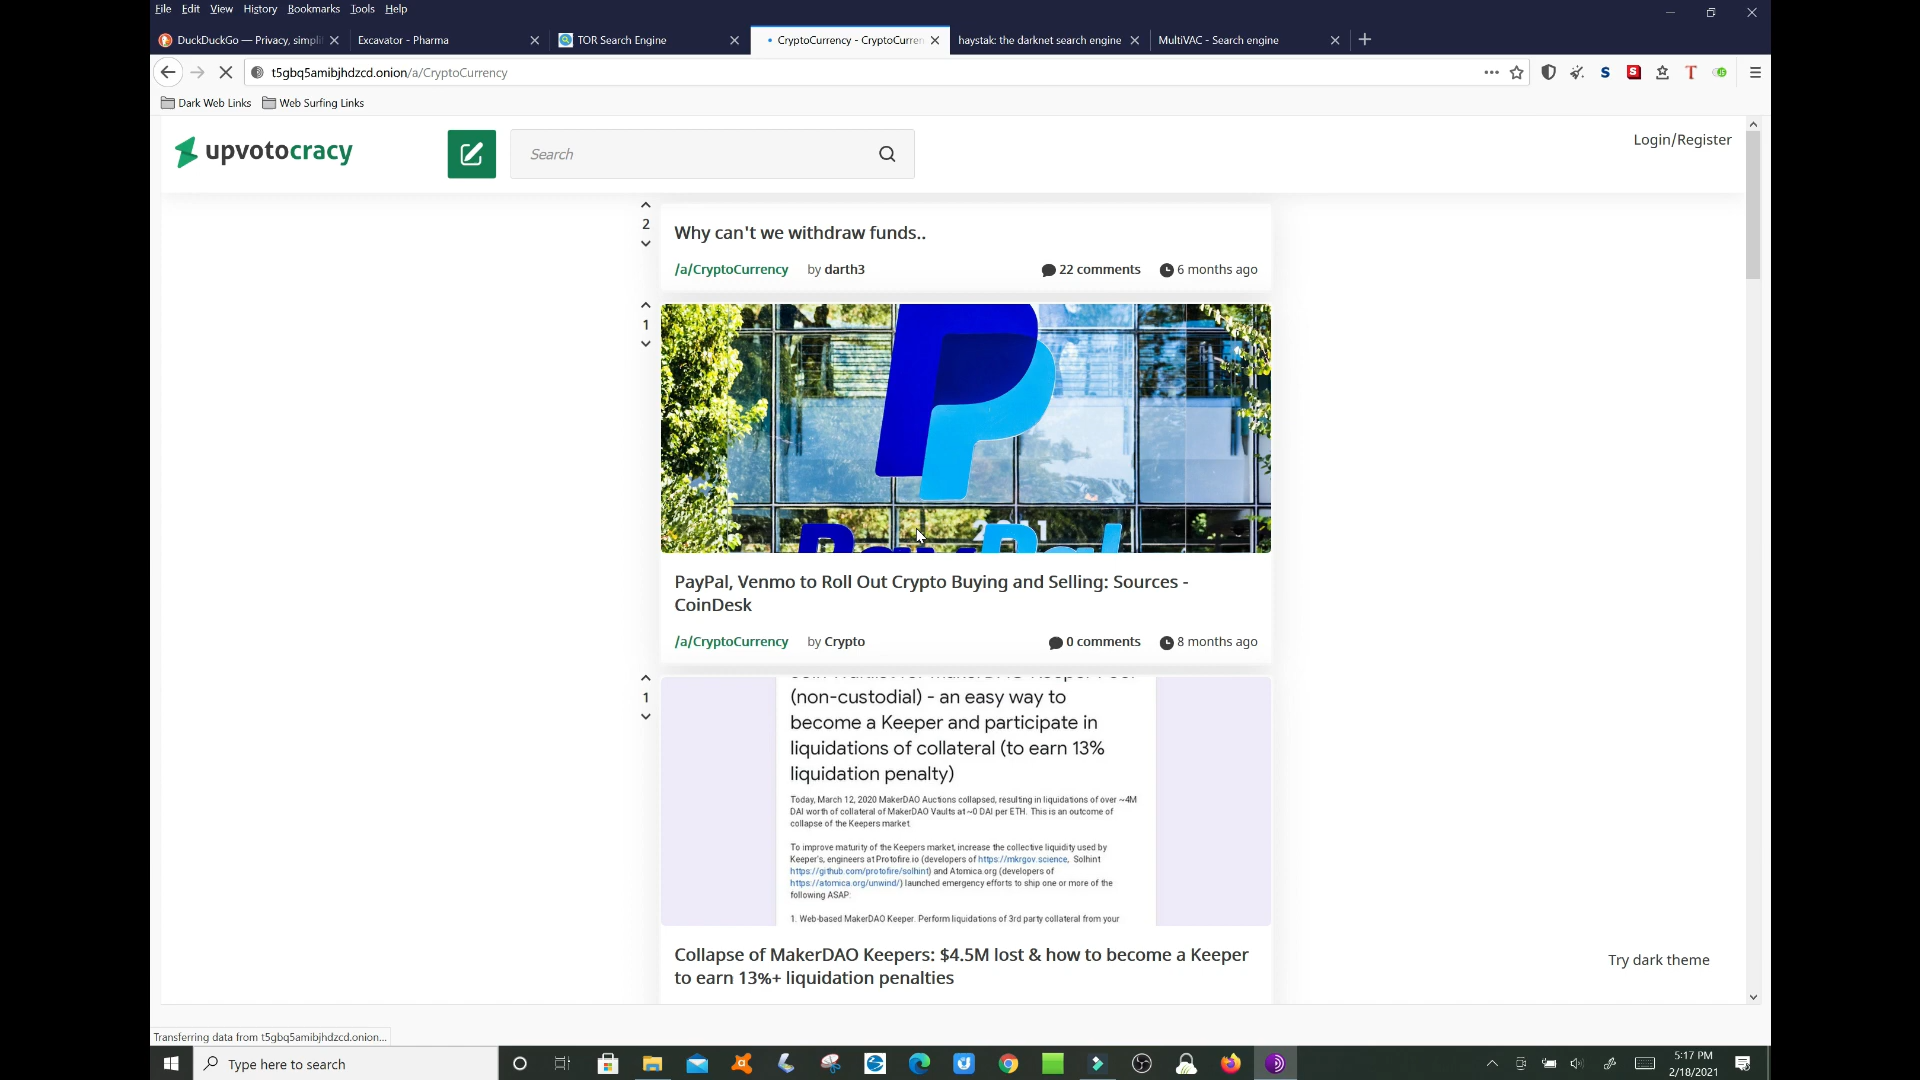 File Edit View History Bookmarks Tools Help
DuckDuckGo — Privacy, simpli
Excavator - Pharma
TOR Search Engine
CryptoCurrency - CryptoCurren
haystak: the darknet search engine
MultiVAC - Search engine
t5gbq5amibjhdzcd.onion/a/CryptoCurrency
Dark Web Links Web Surfing Links
upvotocracy
Search
Login/Register
2
Why can't we withdraw funds..
/a/CryptoCurrency by darth3 22 comments 6 months ago
1
PayPal, Venmo to Roll Out Crypto Buying and Selling: Sources -
CoinDesk
/a/CryptoCurrency by Crypto 0 comments 8 months ago
1
(non-custodial) - an easy way to
become a Keeper and participate in
liquidations of collateral (to earn 13%
liquidation penalty)
Today, March 12, 2020 MakerDAO Auctions collapsed, resulting in liquidations of over ~4M
DAI worth of collateral of MakerDAO Vaults at ~0 DAI per ETH. This is an outcome of
collapse of the Keepers market.
To improve maturity of the Keepers market, increase the collective liquidity used by
Keeper's, engineers at Protofire.io (developers of https://mkrgov.science, Solhint
https://github.com/protofire/solhint) and Atomica.org (developers of
https://atomica.org/unwind/) launched emergency efforts to ship one or more of the
following ASAP:
1. Web-based MakerDAO Keeper. Perform liquidations of 3rd party collateral from your
Collapse of MakerDAO Keepers: $4.5M lost & how to become a Keeper
to earn 13%+ liquidation penalties
Try dark theme
Transferring data from t5gbq5amibjhdzcd.onion...
Type here to search
5:17 PM
2/18/2021